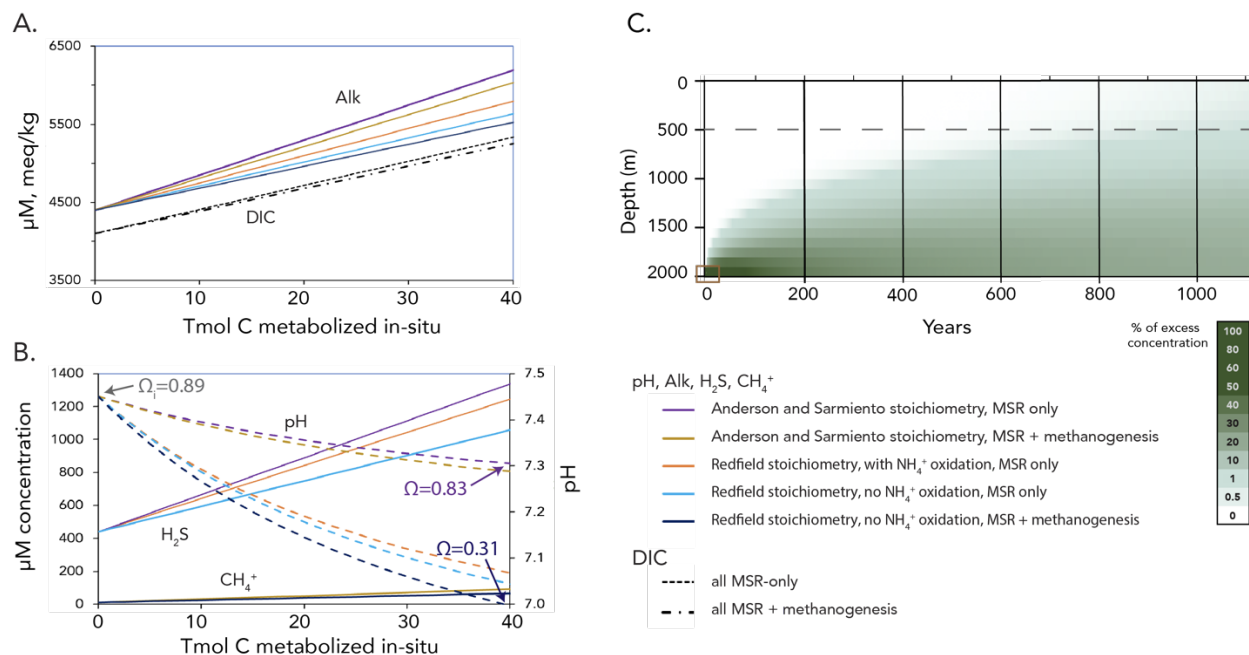 A.
6500
5500
4500
3500
µM, meq/kg
Alk
DIC
0
10
20
30
40
Tmol C metabolized in-situ
B.
1400
1200
1000
800
600
400
200
0
µM concentration
Ωi=0.89
pH
Ω=0.83
H2S
Ω=0.31
CH4+
7.5
7.4
7.3
7.2
7.1
7.0
pH
0
10
20
30
40
Tmol C metabolized in-situ
C.
0
500
1000
1500
2000
Depth (m)
0
200
400
600
800
1000
Years
% of excess
concentration
100
80
60
50
40
30
20
10
1
0.5
0
pH, Alk, H2S, CH4+
Anderson and Sarmiento stoichiometry, MSR only
Anderson and Sarmiento stoichiometry, MSR + methanogenesis
Redfield stoichiometry, with NH4+ oxidation, MSR only
Redfield stoichiometry, no NH4+ oxidation, MSR only
Redfield stoichiometry, no NH4+ oxidation, MSR + methanogenesis
DIC
all MSR-only
all MSR + methanogenesis